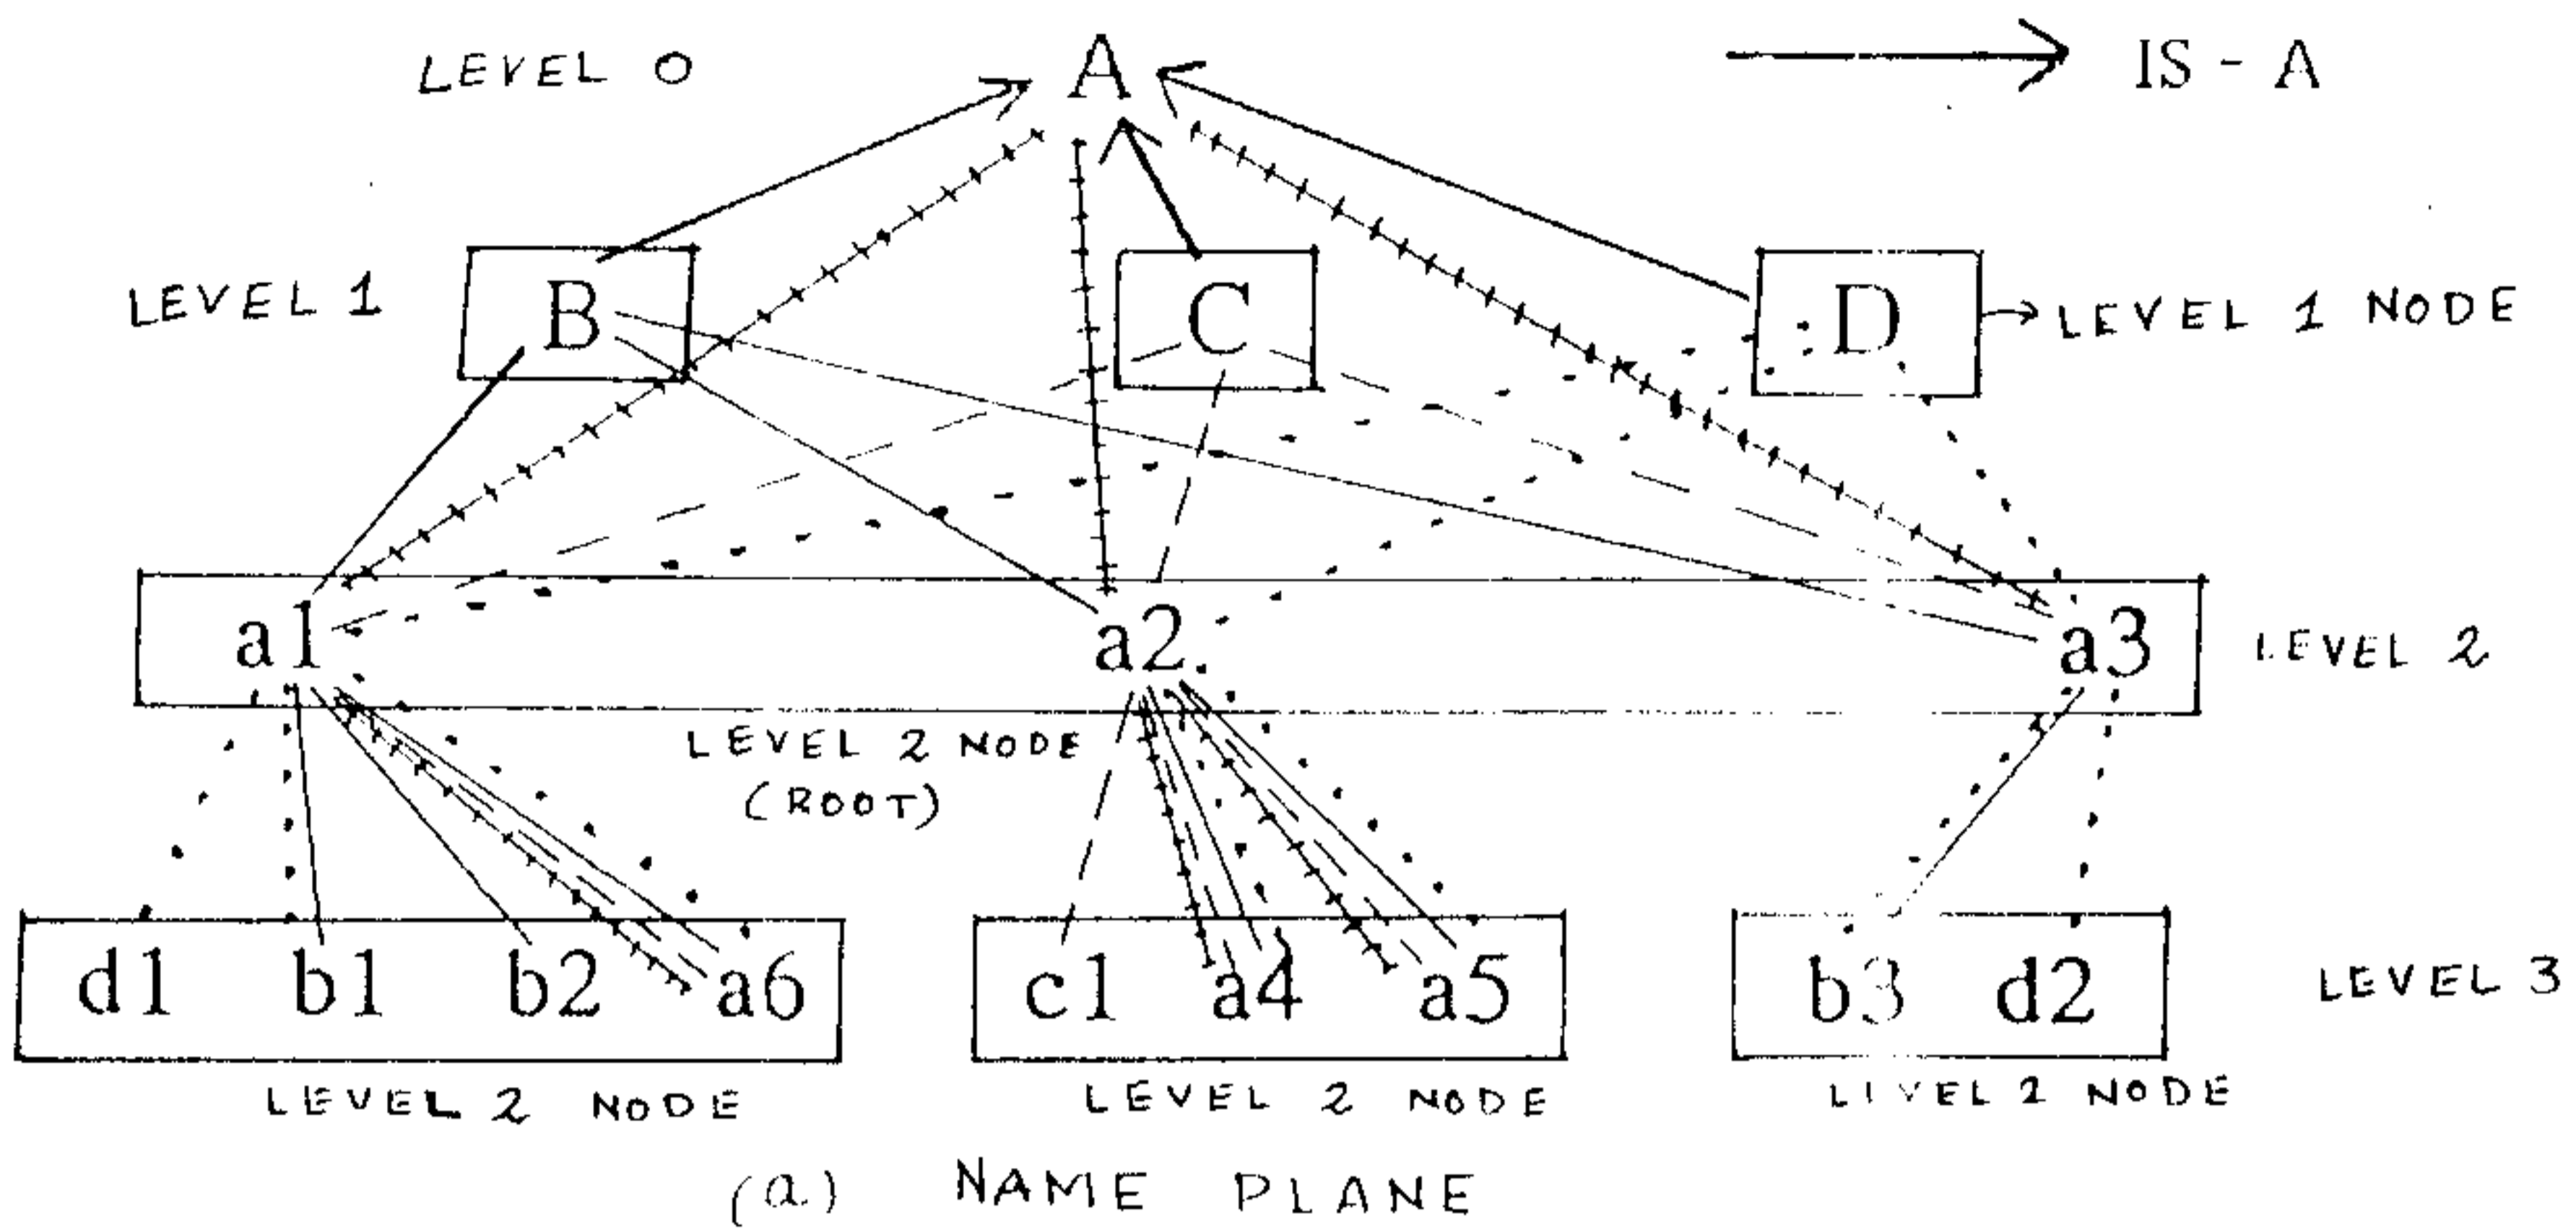 LEVEL 0 A IS - A
LEVEL 1 B C D LEVEL 1 NODE
a1 a2 a3 LEVEL 2
LEVEL 2 NODE
(ROOT)
d1 b1 b2 a6 c1 a4 a5 b3 d2 LEVEL 3
LEVEL 2 NODE LEVEL 2 NODE LEVEL 2 NODE
(a) NAME PLANE